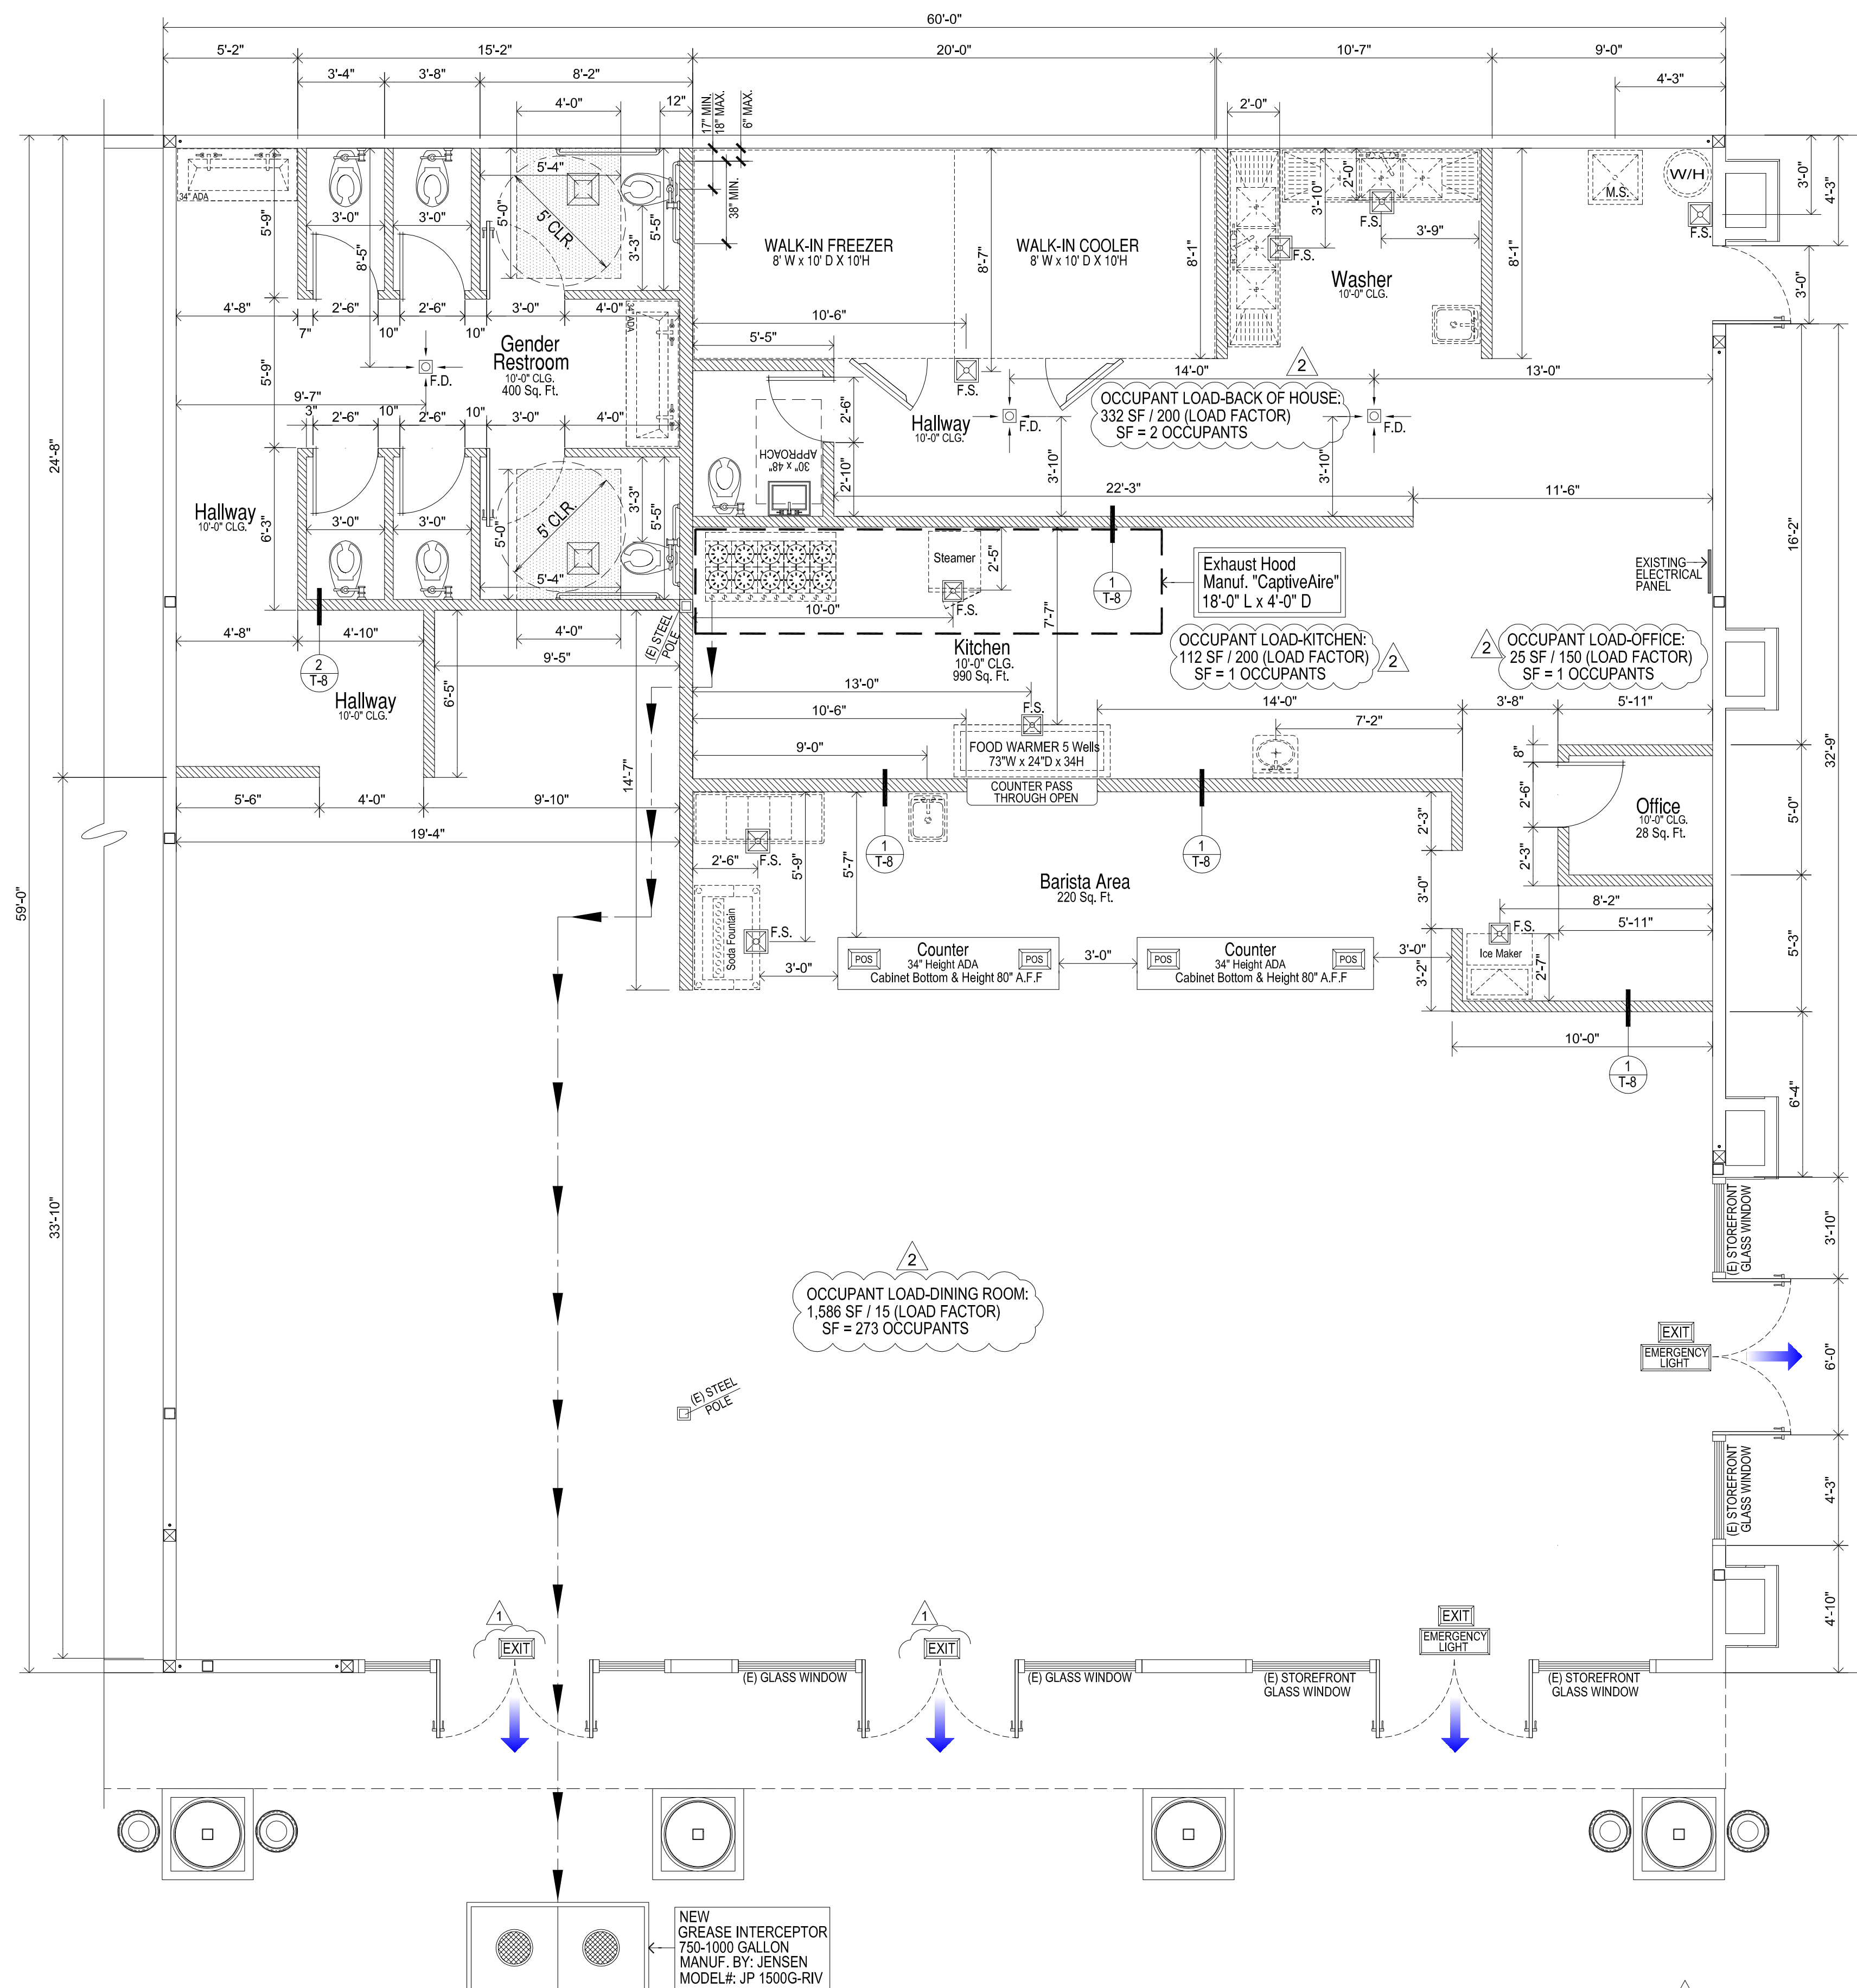 60'-0"
5'-2" 15'-2" 20'-0" 10'-7" 9'-0"
3'-4" 3'-8" 8'-2" 4'-3"
4'-0" 12" 2'-0"
17" MIN.
18" MAX.
6" MAX.
38" MIN.
34" ADA
5'-4"
5'-0"
5' CLR.
3'-3"
5'-5"
3'-0" 3'-0"
5'-9"
8'-5"
WALK-IN FREEZER
8' W x 10' D X 10'H
WALK-IN COOLER
8' W x 10' D X 10'H
8'-7"
8'-1"
3'-10"
2'-0"
F.S.
F.S.
3'-9"
Washer
10'-0" CLG.
8'-1"
M.S.
W/H
F.S.
3'-0"
4'-3"
3'-0"
4'-8" 2'-6" 2'-6" 3'-0" 4'-0"
7" 10" 10"
34" ADA
Gender
Restroom
10'-0" CLG.
400 Sq. Ft.
F.D.
5'-9"
9'-7"
3" 2'-6" 10" 2'-6" 10" 3'-0" 4'-0"
10'-6"
5'-5"
F.S.
14'-0" 13'-0"
2
OCCUPANT LOAD-BACK OF HOUSE:
332 SF / 200 (LOAD FACTOR)
SF = 2 OCCUPANTS
Hallway
10'-0" CLG.
F.D.
F.D.
2'-6"
2'-10"
30" x 48"
APPROACH
3'-10"
3'-10"
22'-3"
11'-6"
16'-2"
24'-8"
Hallway
10'-0" CLG.
6'-3"
3'-0" 3'-0"
5'-0"
5' CLR.
3'-3"
5'-5"
5'-4"
4'-0"
Steamer
2'-5"
F.S.
10'-0"
7'-7"
1
T-8
Exhaust Hood
Manuf. "CaptiveAire"
18'-0" L x 4'-0" D
EXISTING
ELECTRICAL
PANEL
4'-8" 4'-10"
2
T-8
9'-5"
(E) STEEL
POLE
Kitchen
10'-0" CLG.
990 Sq. Ft.
OCCUPANT LOAD-KITCHEN:
112 SF / 200 (LOAD FACTOR)
SF = 1 OCCUPANTS
2
2
OCCUPANT LOAD-OFFICE:
25 SF / 150 (LOAD FACTOR)
SF = 1 OCCUPANTS
Hallway
10'-0" CLG.
6'-5"
13'-0"
10'-6"
9'-0"
F.S.
14'-0" 3'-8" 5'-11"
7'-2"
FOOD WARMER 5 Wells
73"W x 24"D x 34H
COUNTER PASS
THROUGH OPEN
8"
2'-6"
2'-3"
Office
10'-0" CLG.
28 Sq. Ft.
5'-0"
32'-9"
14'-7"
5'-6" 4'-0" 9'-10"
19'-4"
F.S.
2'-6"
5'-9"
5'-7"
1
T-8
1
T-8
2'-3"
3'-0"
3'-2"
Barista Area
220 Sq. Ft.
Soda Fountain
F.S.
3'-0"
POS
Counter
34" Height ADA
Cabinet Bottom & Height 80" A.F.F
POS
3'-0"
POS
Counter
34" Height ADA
Cabinet Bottom & Height 80" A.F.F
POS
3'-0"
8'-2"
5'-11"
F.S.
Ice Maker
2'-7"
5'-3"
10'-0"
1
T-8
6'-4"
59'-0"
33'-10"
2
OCCUPANT LOAD-DINING ROOM:
1,586 SF / 15 (LOAD FACTOR)
SF = 273 OCCUPANTS
(E) STEEL
POLE
(E) STOREFRONT
GLASS WINDOW
3'-10"
EXIT
EMERGENCY
LIGHT
6'-0"
(E) STOREFRONT
GLASS WINDOW
4'-3"
4'-10"
1
EXIT
1
EXIT
EXIT
EMERGENCY
LIGHT
(E) GLASS WINDOW
(E) GLASS WINDOW
(E) STOREFRONT
GLASS WINDOW
(E) STOREFRONT
GLASS WINDOW
NEW
GREASE INTERCEPTOR
750-1000 GALLON
MANUF. BY: JENSEN
MODEL#: JP 1500G-RIV